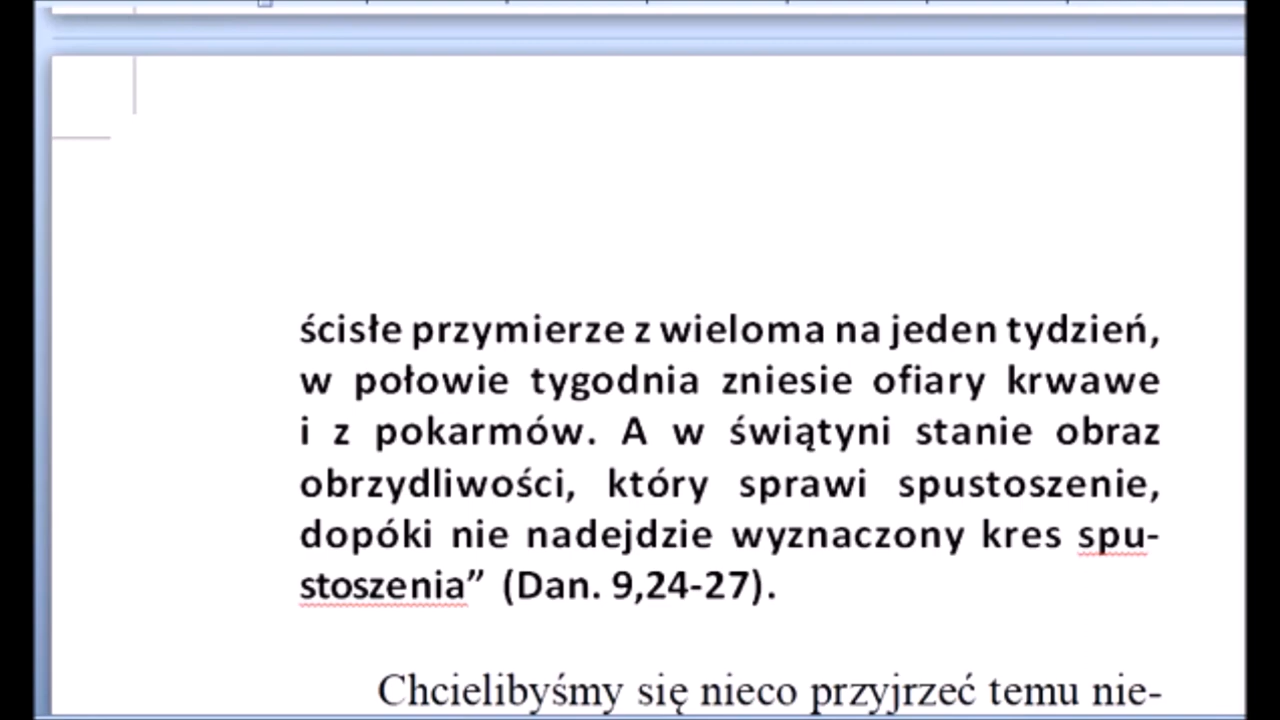 ścisłe przymierze z wieloma na jeden tydzień,
w połowie tygodnia zniesie ofiary krwawe
i z pokarmów. A w świątyni stanie obraz
obrzydliwości, który sprawi spustoszenie,
dopóki nie nadejdzie wyznaczony kres spu-
stoszenia” (Dan. 9,24-27).
Chcielibyśmy się nieco przyjrzeć temu nie-